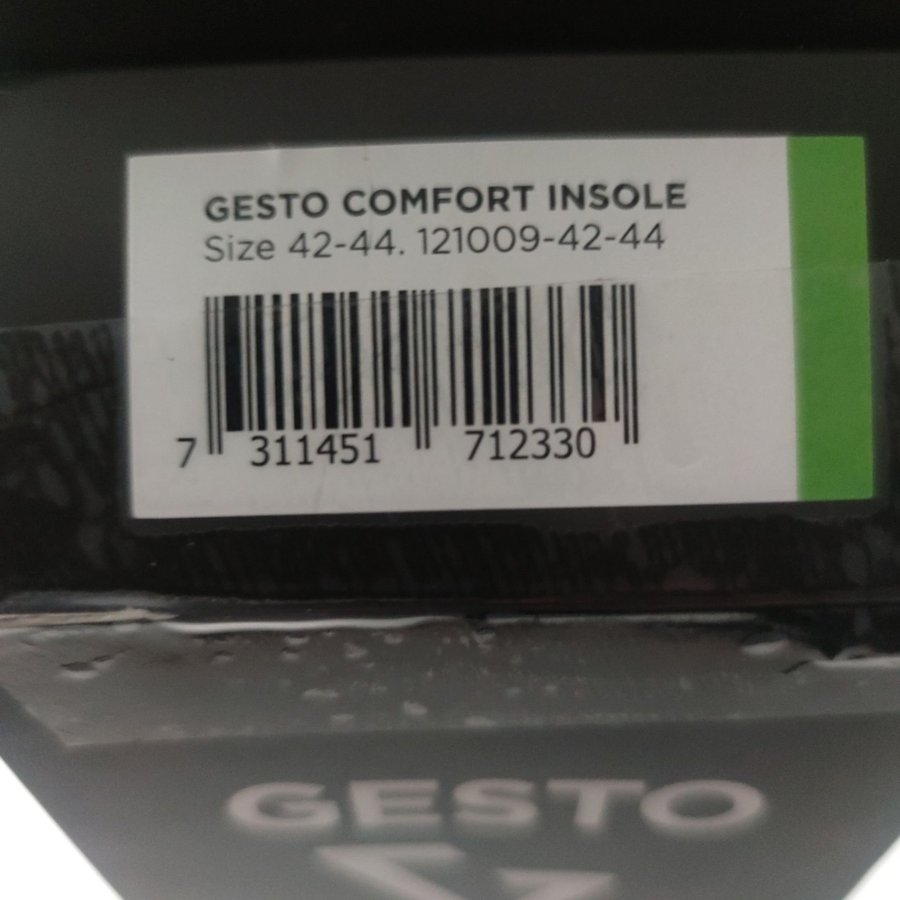 GESTO COMFORT INSOLE
Size 42-44. 121009-42-44
7 311451 712330
GESTO